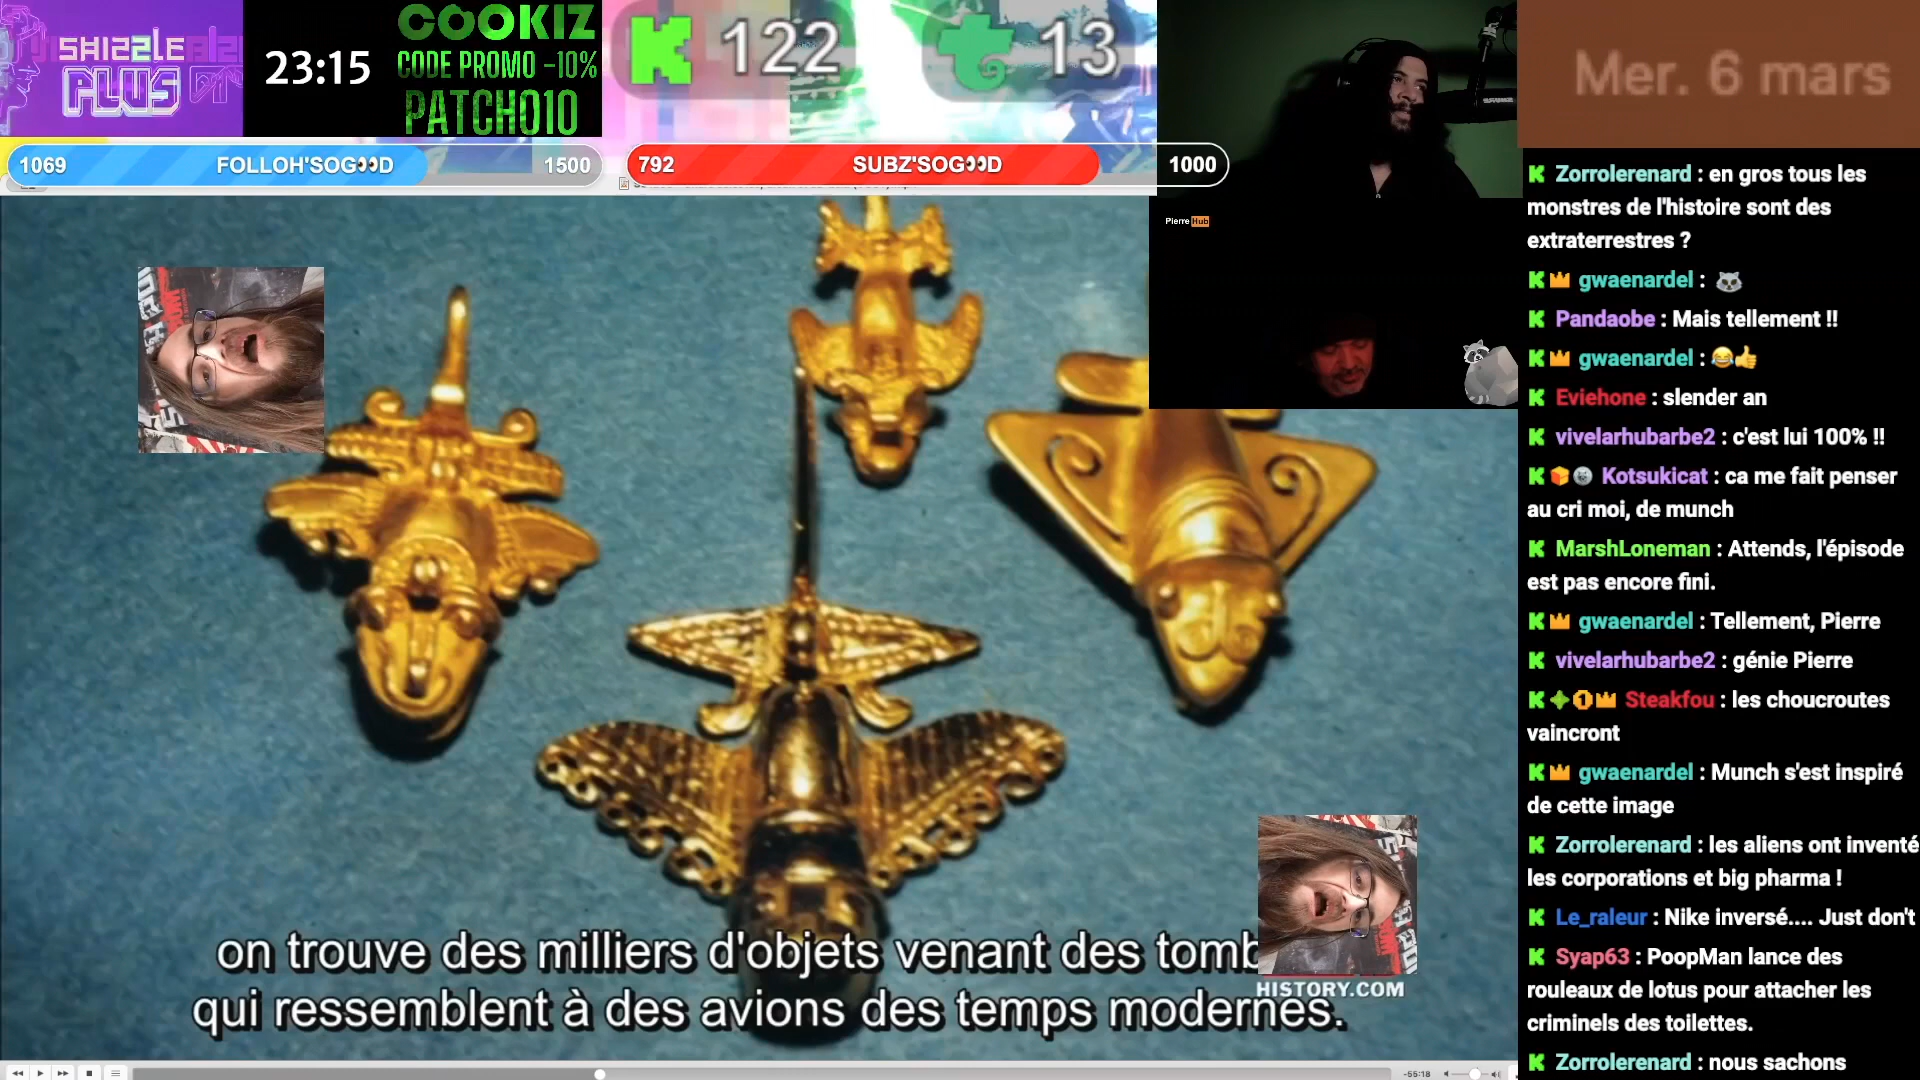 SHIZZLE
PLUS
23:15
COOKIZ
CODE PROMO -10%
PATCHO10
122
13
Mer. 6 mars
1069
FOLLOH'SOG👀D
1500
792
SUBZ'SOG👀D
1000
Pierre Hub
Zorrolerenard : en gros tous les
monstres de l'histoire sont des
extraterrestres ?
gwaenardel : 🦝
Pandaobe : Mais tellement !!
gwaenardel : 😂👍
Eviehone : slender an
vivelarhubarbe2 : c'est lui 100% !!
Kotsukicat : ca me fait penser
au cri moi, de munch
MarshLoneman : Attends, l'épisode
est pas encore fini.
gwaenardel : Tellement, Pierre
vivelarhubarbe2 : génie Pierre
Steakfou : les choucroutes
vaincront
gwaenardel : Munch s'est inspiré
de cette image
Zorrolerenard : les aliens ont inventé
les corporations et big pharma !
Le_raleur : Nike inversé.... Just don't
Syap63 : PoopMan lance des
rouleaux de lotus pour attacher les
criminels des toilettes.
Zorrolerenard : nous sachons
on trouve des milliers d'objets venant des tomb
qui ressemblent à des avions des temps modernes.
HISTORY.COM
-55:18